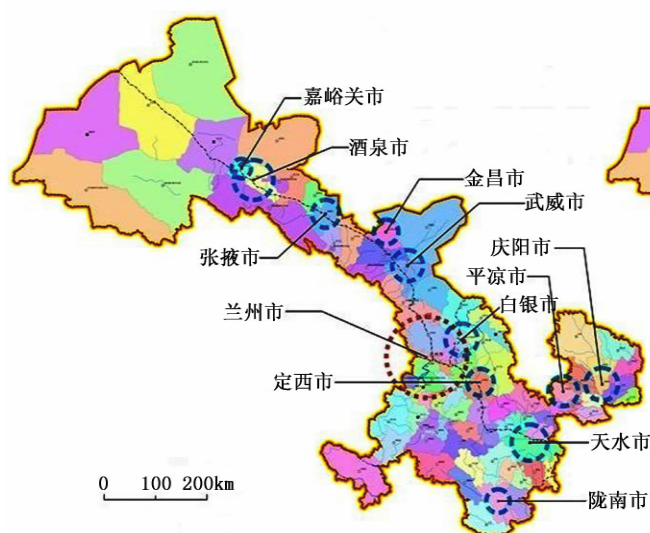 嘉峪关市
酒泉市
金昌市
武威市
张掖市
庆阳市
平凉市
兰州市
白银市
定西市
天水市
0 100 200km
陇南市